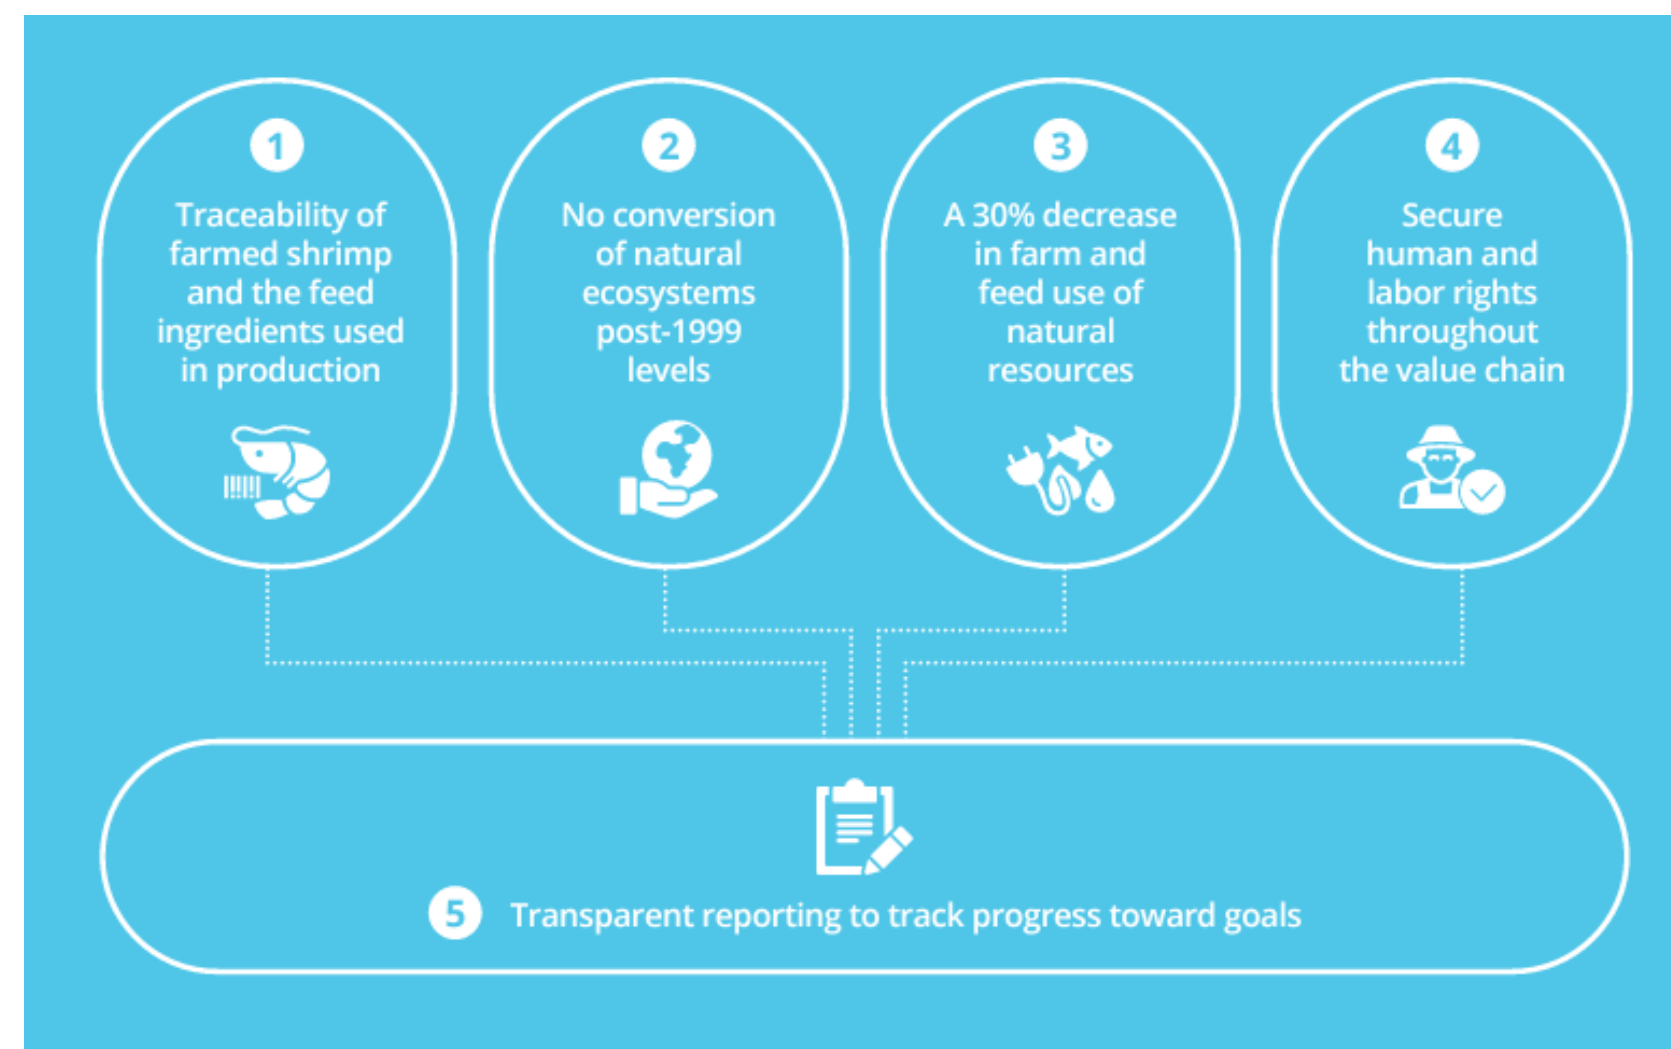 1
Traceability of
farmed shrimp
and the feed
ingredients used
in production
2
No conversion
of natural
ecosystems
post-1999
levels
3
A 30% decrease
in farm and
feed use of
natural
resources
4
Secure
human and
labor rights
throughout
the value chain
5 Transparent reporting to track progress toward goals